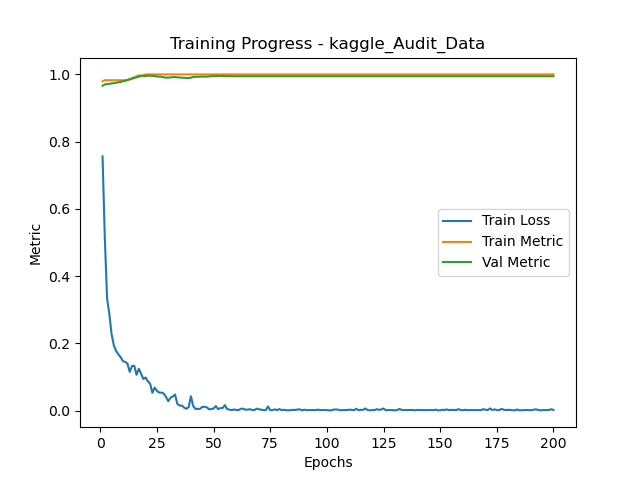 Training Progress - kaggle_Audit_Data
1.0
0.8
0.6
0.4
0.2
0.0
Metric
Train Loss
Train Metric
Val Metric
0 25 50 75 100 125 150 175 200
Epochs